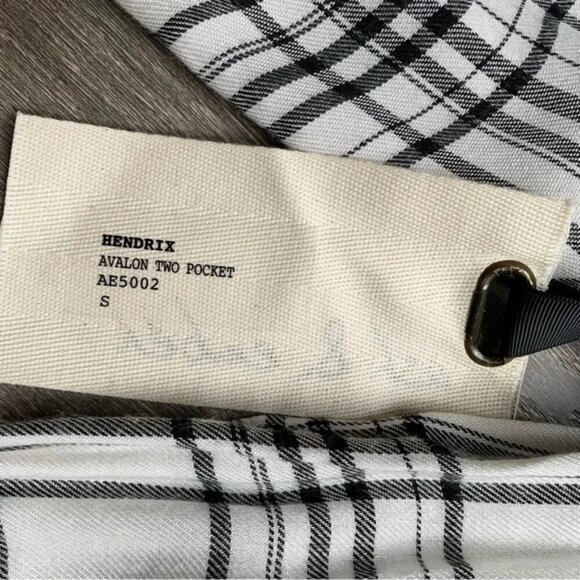 HENDRIX
AVALON TWO POCKET
AE5002
S